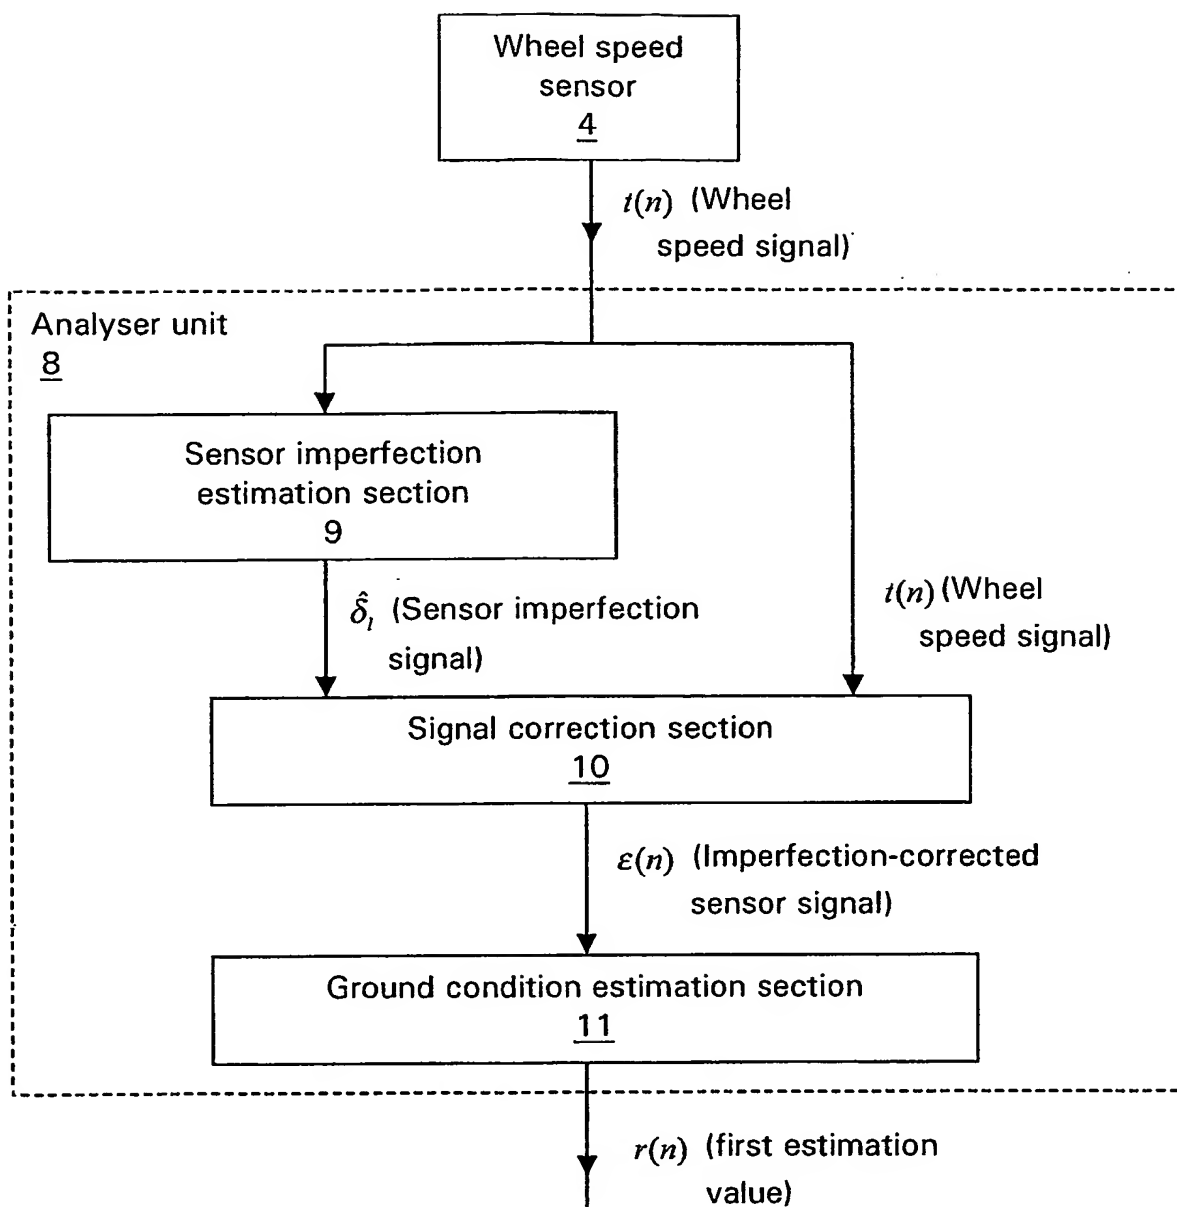 Wheel speed
sensor
4
t(n) (Wheel
speed signal)
Analyser unit
8
Sensor imperfection
estimation section
9
δ̂ₗ (Sensor imperfection
signal)
t(n) (Wheel
speed signal)
Signal correction section
10
ε(n) (Imperfection-corrected
sensor signal)
Ground condition estimation section
11
r(n) (first estimation
value)